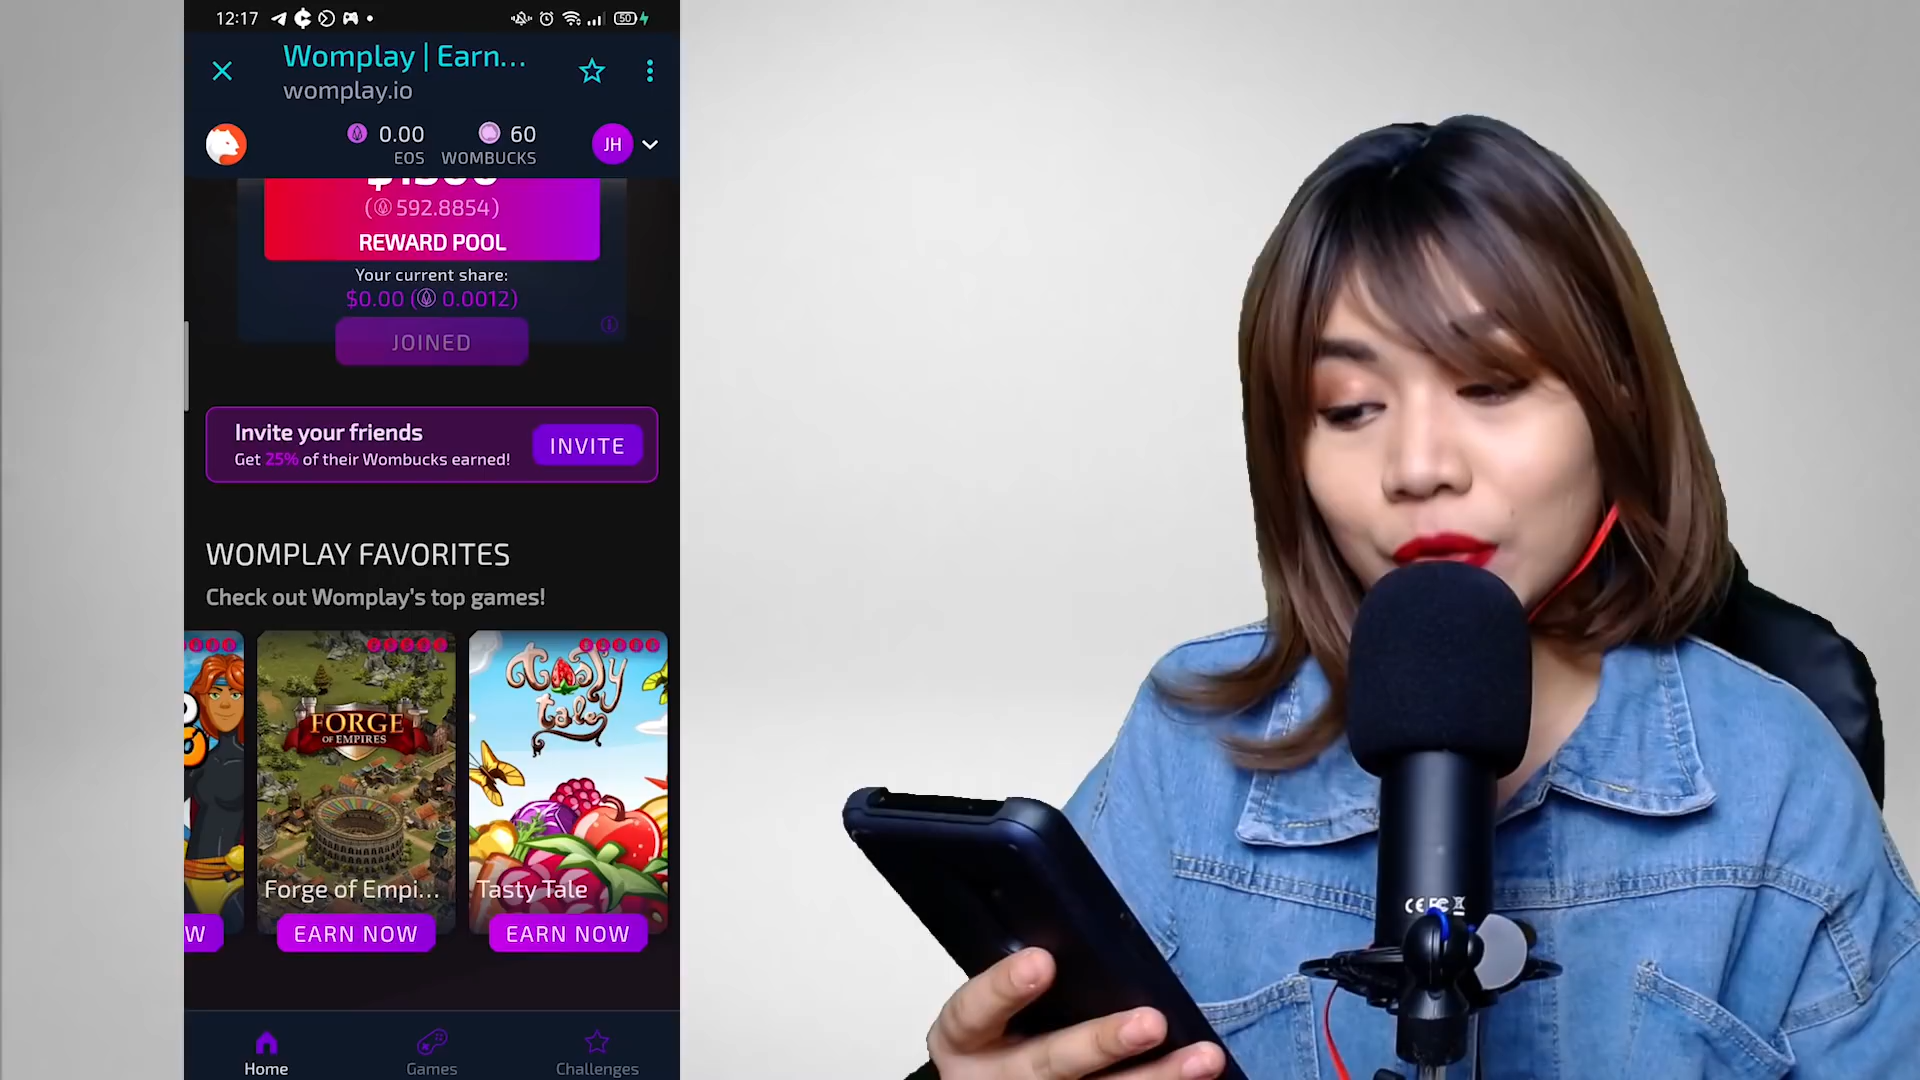 12:17
50
Womplay | Earn...
womplay.io
0.00
EOS
60
WOMBUCKS
JH
(592.8854)
REWARD POOL
Your current share:
$0.00 (0.0012)
JOINED
Invite your friends
Get 25% of their Wombucks earned!
INVITE
WOMPLAY FAVORITES
Check out Womplay's top games!
FORGE
OF EMPIRES
tasty
tale
Forge of Empi...
Tasty Tale
W
EARN NOW
EARN NOW
Home
Games
Challenges
CE FC